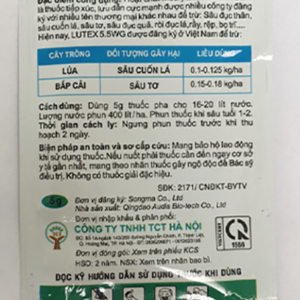 là thuốc tiếp xúc, lưu dẫn được nhiều công ty đăng
ký với nhiều tên thương mại khác nhau để trừ: Sâu đục thân,
sâu cuốn lá, sâu tơ, sâu đục quả, rồi đục lá, rầy, rệp, bọ trĩ...
Hiện nay, LUTEX 5.5WG đăng ký ở Việt Nam để trừ:
CÂY TRỒNG ĐỐI TƯỢNG GÂY HẠI LIỀU DÙNG
LÚA SÂU CUỐN LÁ 0.1-0.125 kg/ha
BẮP CẢI SÂU TƠ 0.15-0.18 kg/ha
Cách dùng: Dùng 5g thuốc pha cho 16-20 lít nước.
Lượng nước phun 400 lít / ha. Phun thuốc khi sâu tuổi 1-2.
Thời gian cách ly: Ngưng phun thuốc trước khi thu
hoạch 2 ngày.
Biện pháp an toàn và sơ cấp cứu: Mang bảo hộ lao động
khi sử dụng thuốc. Nếu nuốt phải thuốc cần đến ngay cơ sở
y tế gần nhất, mang theo nhãn thuốc gây ngộ độc để Bác sỹ
điều trị. Không có thuốc giải đặc hiệu.
SĐK: 2171/ CNĐKT-BVTV
5g
Đơn vị đăng ký: Songma Co., Ltd
Nhà sản xuất: Qingdao Audis Bio-tech Co., Ltd
Đơn vị nhập khẩu & phân phối:
CÔNG TY TNHH TCT HÀ NỘI
Đơn vị đóng gói: Xem trên phiếu KCS
HSD: 2 năm. NSX: Xem trên nhãn bao bì.
ĐỌC KỸ HƯỚNG DẪN SỬ DỤNG THUỐC TRƯỚC KHI DÙNG